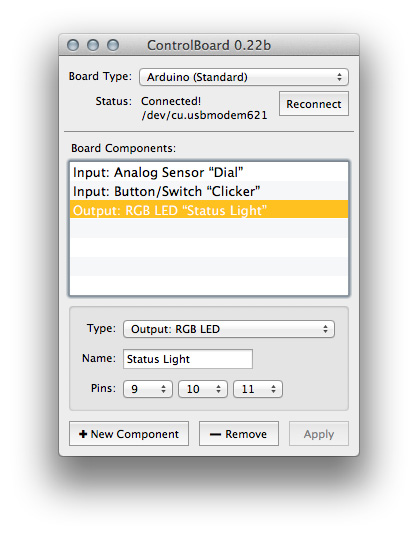 ControlBoard 0.22b
Board Type: Arduino (Standard)
Status: Connected!
/dev/cu.usbmodem621
Reconnect
Board Components:
Input: Analog Sensor “Dial”
Input: Button/Switch “Clicker”
Output: RGB LED “Status Light”
Type: Output: RGB LED
Name: Status Light
Pins: 9 10 11
+ New Component − Remove Apply